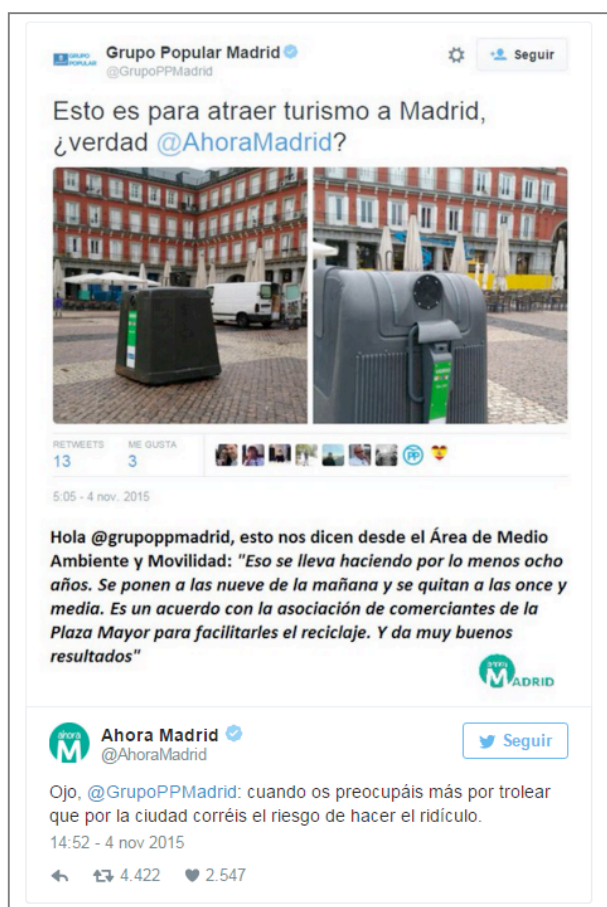 GRUPO
POPULAR
Grupo Popular Madrid
@GrupoPPMadrid
Seguir
Esto es para atraer turismo a Madrid,
¿verdad @AhoraMadrid?
RETWEETS
13
ME GUSTA
3
5:05 - 4 nov. 2015
Hola @grupoppmadrid, esto nos dicen desde el Área de Medio
Ambiente y Movilidad: "Eso se lleva haciendo por lo menos ocho
años. Se ponen a las nueve de la mañana y se quitan a las once y
media. Es un acuerdo con la asociación de comerciantes de la
Plaza Mayor para facilitarles el reciclaje. Y da muy buenos
resultados"
ahora
MADRID
ahora
M
Ahora Madrid
@AhoraMadrid
Seguir
Ojo, @GrupoPPMadrid: cuando os preocupáis más por trolear
que por la ciudad corréis el riesgo de hacer el ridículo.
14:52 - 4 nov 2015
4.422
2.547